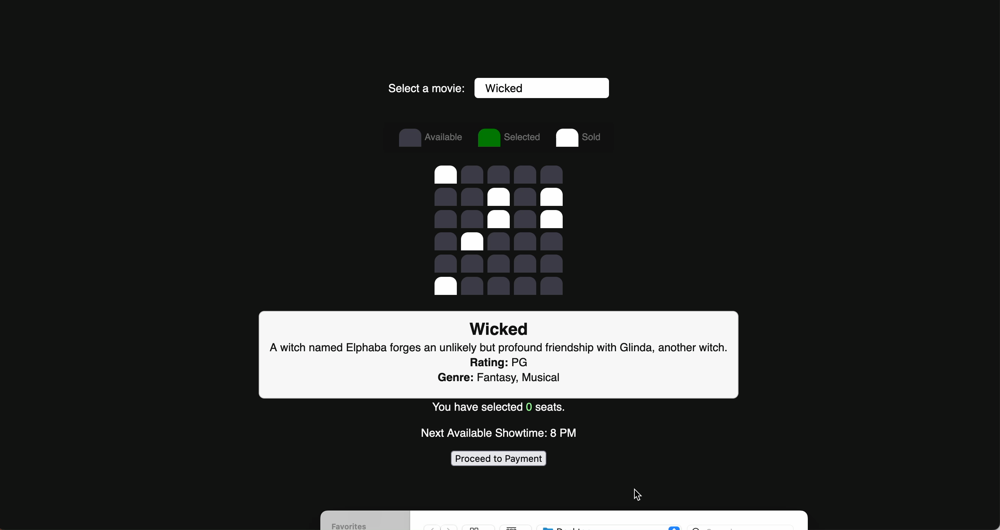 Select a movie: Wicked
Available Selected Sold
Wicked
A witch named Elphaba forges an unlikely but profound friendship with Glinda, another witch.
Rating: PG
Genre: Fantasy, Musical
You have selected 0 seats.
Next Available Showtime: 8 PM
Proceed to Payment
Favorites